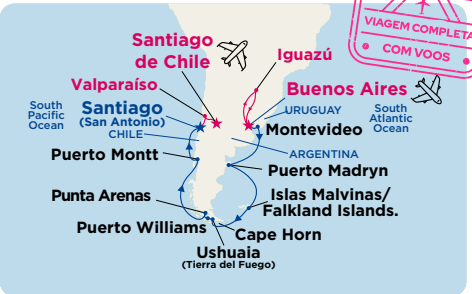 VIAGEM COMPLETA
COM VOOS
Santiago
de Chile
Iguazú
Valparaíso
Buenos Aires
South
Pacific
Ocean
Santiago
(San Antonio)
CHILE
URUGUAY
South
Atlantic
Ocean
Montevideo
Puerto Montt
ARGENTINA
Puerto Madryn
Punta Arenas
Islas Malvinas/
Falkland Islands.
Puerto Williams
Cape Horn
Ushuaia
(Tierra del Fuego)